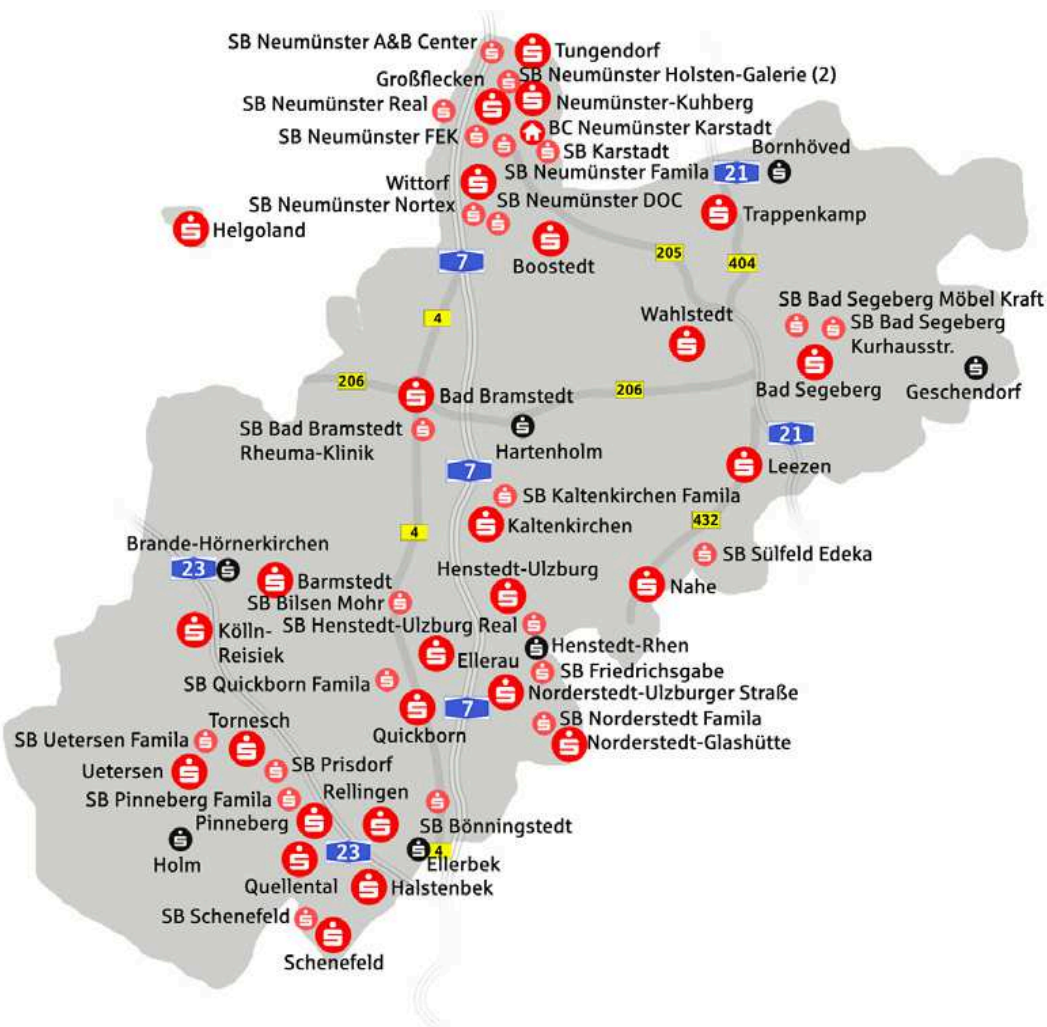 SB Neumünster A&B Center
Tungendorf
Großflecken
SB Neumünster Holsten-Galerie (2)
SB Neumünster Real
Neumünster-Kuhberg
SB Neumünster FEK
BC Neumünster Karstadt
SB Karstadt
Bornhöved
SB Neumünster Famila
21
Wittorf
SB Neumünster Nortex
SB Neumünster DOC
Trappenkamp
Helgoland
Boostedt
7
205
404
4
Wahlstedt
SB Bad Segeberg Möbel Kraft
SB Bad Segeberg
Kurhausstr.
206
Bad Bramstedt
206
Bad Segeberg
Geschendorf
SB Bad Bramstedt
Rheuma-Klinik
Hartenholm
21
7
Leezen
SB Kaltenkirchen Famila
Kaltenkirchen
432
4
Brande-Hörnerkirchen
SB Sülfeld Edeka
23
Henstedt-Ulzburg
Barmstedt
Nahe
SB Bilsen Mohr
SB Henstedt-Ulzburg Real
Kölln-
Reisiek
Henstedt-Rhen
Ellerau
SB Friedrichsgabe
SB Quickborn Famila
Norderstedt-Ulzburger Straße
7
Tornesch
Quickborn
SB Norderstedt Famila
SB Uetersen Famila
Norderstedt-Glashütte
Uetersen
SB Prisdorf
Rellingen
SB Pinneberg Famila
Pinneberg
SB Bönningstedt
Holm
23
4
Ellerbek
Quellental
Halstenbek
SB Schenefeld
Schenefeld